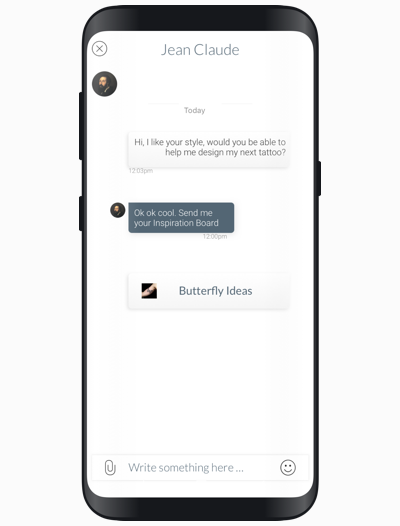 Jean Claude
Today
Hi, I like your style, would you be able to
help me design my next tattoo?
12:03pm
Ok ok cool. Send me
your Inspiration Board
12:00pm
Butterfly Ideas
Write something here ...